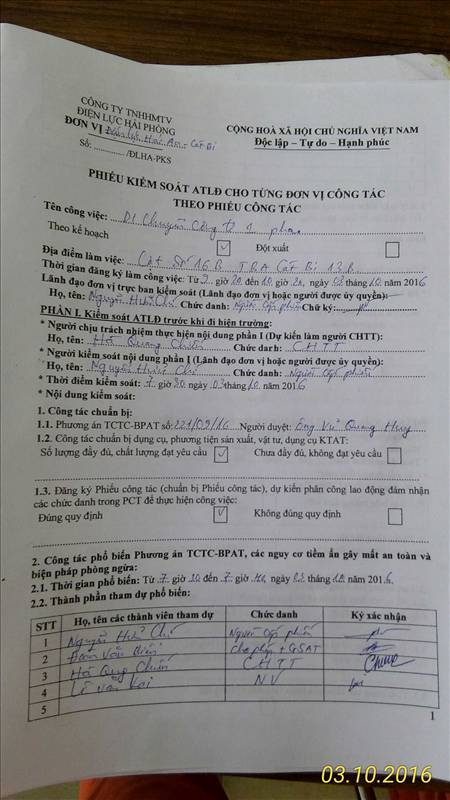 CÔNG TY TNHHMTV
ĐIỆN LỰC HẢI PHÒNG
ĐƠN VỊ Điện lực Hải An - Cát Bi
Số: ............/ĐLHA-PKS
CỘNG HOÀ XÃ HỘI CHỦ NGHĨA VIỆT NAM
Độc lập – Tự do – Hạnh phúc
PHIẾU KIỂM SOÁT ATLĐ CHO TỪNG ĐƠN VỊ CÔNG TÁC
THEO PHIẾU CÔNG TÁC
Tên công việc: Di chuyển công tơ 1 pha
Theo kế hoạch ✓ Đột xuất
Địa điểm làm việc: Cột số 16B TBA Cát Bi 13B
Thời gian đăng ký làm công việc: Từ giờ đến giờ ngày 03 tháng 10 năm 2016
Lãnh đạo đơn vị trực ban kiểm soát (Lãnh đạo đơn vị hoặc người được ủy quyền):
Họ, tên: Nguyễn Hữu Chức danh: Người cấp phiếu Chữ ký:
PHẦN I. Kiểm soát ATLĐ trước khi đi hiện trường:
* Người chịu trách nhiệm thực hiện nội dung phần I (Dự kiến làm người CHTT):
Họ, tên: Quang Chiến Chức danh: CHTT
* Người kiểm soát nội dung phần I (Lãnh đạo đơn vị hoặc người được ủy quyền):
Họ, tên: Nguyễn Hữu Chức danh: Người cấp phiếu
* Thời điểm kiểm soát: 7 giờ 30 ngày 03 tháng 10 năm 2016
* Nội dung kiểm soát:
1. Công tác chuẩn bị:
1.1. Phương án TCTC-BPAT số: 221/09/16 Người duyệt: Ông Vũ Quang Huy
1.2. Công tác chuẩn bị dụng cụ, phương tiện sản xuất, vật tư, dụng cụ KTAT:
Số lượng đầy đủ, chất lượng đạt yêu cầu ✓ Chưa đầy đủ, không đạt yêu cầu
1.3. Đăng ký Phiếu công tác (chuẩn bị Phiếu công tác), dự kiến phân công lao động đảm nhận
các chức danh trong PCT để thực hiện công việc:
Đúng quy định ✓ Không đúng quy định
2. Công tác phổ biến Phương án TCTC-BPAT, các nguy cơ tiềm ẩn gây mất an toàn và
biện pháp phòng ngừa:
2.1. Thời gian phổ biến: Từ 7 giờ 30 đến 7 giờ 40, ngày 03 tháng 10 năm 2016
2.2. Thành phần tham dự phổ biến:
STT Họ, tên các thành viên tham dự Chức danh Ký xác nhận
1 Nguyễn Hữu Người cấp phiếu
2 Văn Biển Cho phép + GSAT
3 Quang Chiến CHTT
4 Lê Văn NV
5
1
03.10.2016